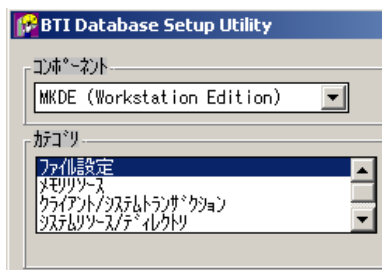 BTI Database Setup Utility
ｺﾝﾎﾟｰﾈﾝﾄ
MKDE (Workstation Edition)
ｶﾃｺﾞﾘ
ﾌｧｲﾙ設定
ﾒﾓﾘﾘｿｰｽ
ｸﾗｲｱﾝﾄ/ｼｽﾃﾑﾄﾗﾝｻﾞｸｼｮﾝ
ｼｽﾃﾑﾘｿｰｽ/ﾃﾞｨﾚｸﾄﾘ